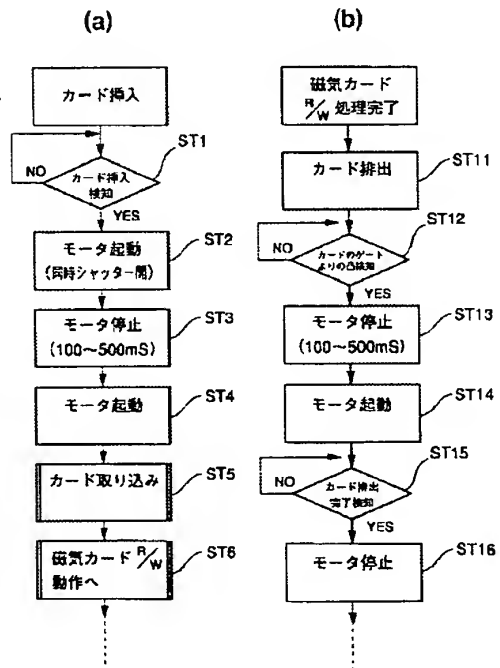 (a)
カード挿入
NO
カード挿入
検知
ST1
YES
モータ起動
(同時シャッター開)
ST2
モータ停止
(100〜500mS)
ST3
モータ起動
ST4
カード取り込み
ST5
磁気カード R/W
動作へ
ST6
(b)
磁気カード
R/W 処理完了
カード排出
ST11
NO
カードのゲート
よりの凸検知
ST12
YES
モータ停止
(100〜500mS)
ST13
モータ起動
ST14
NO
カード排出
完了検知
ST15
YES
モータ停止
ST16